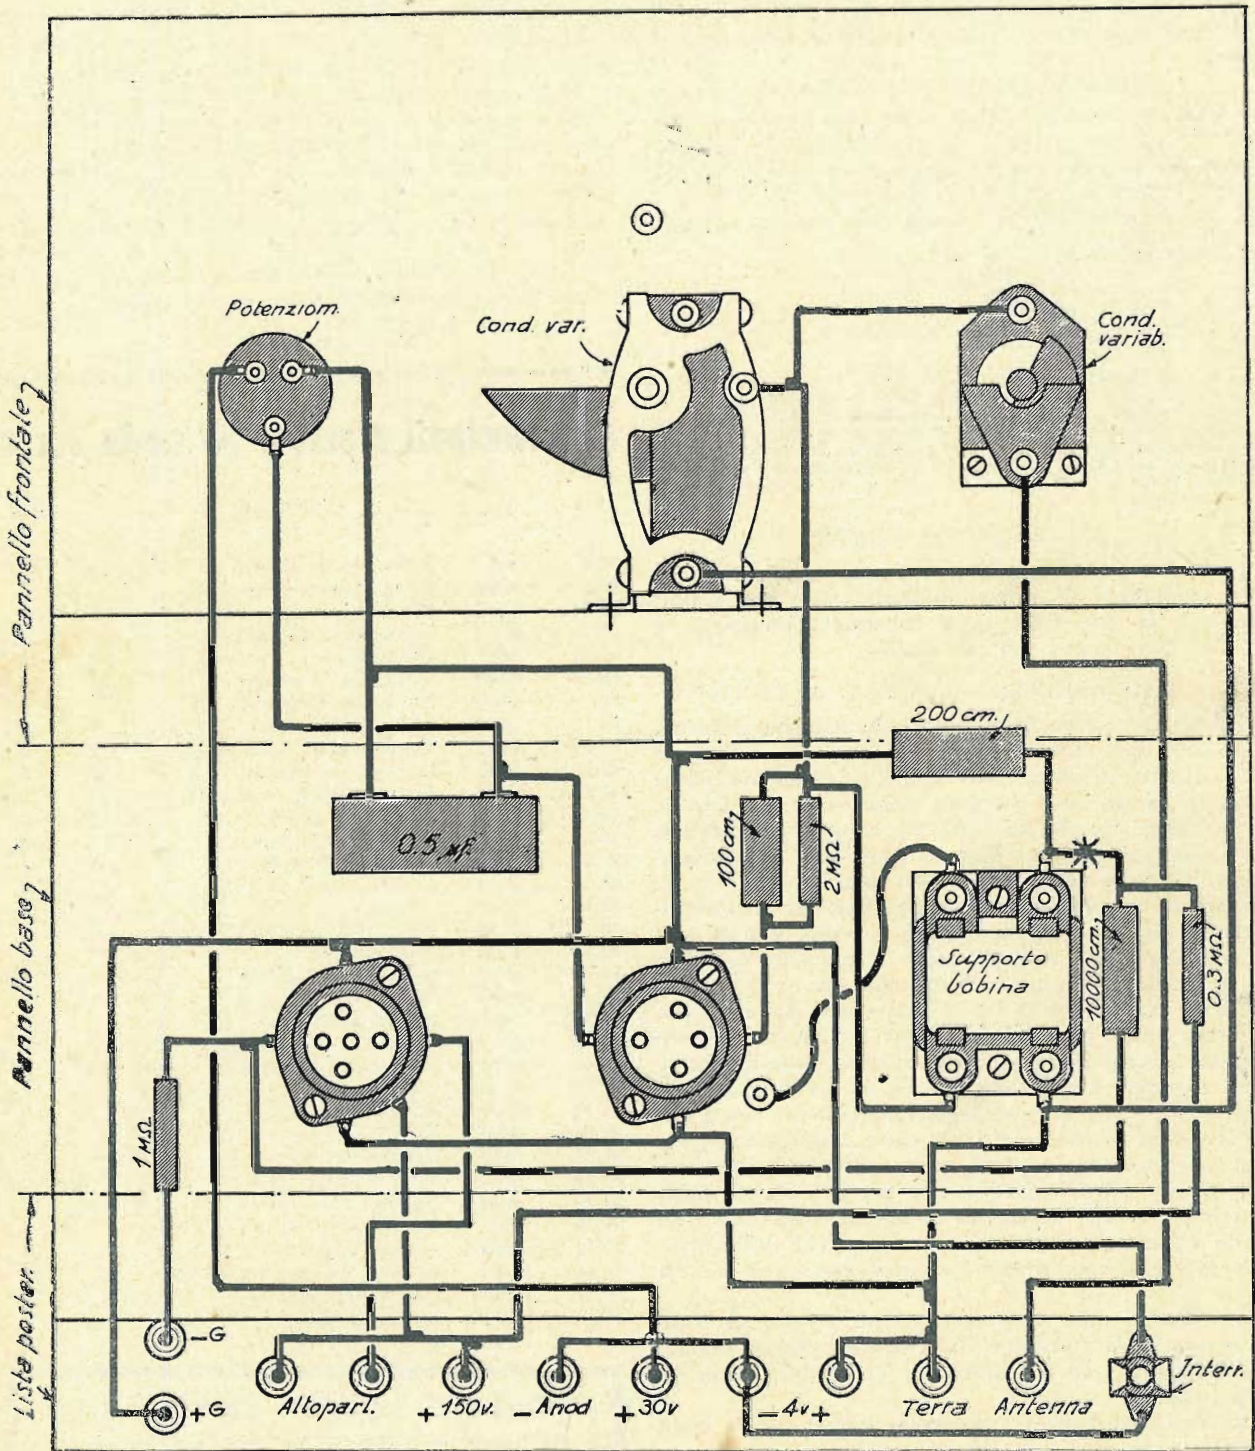 Potenziom.
Cond. var.
Cond.
variab.
Pannello frontale
200 cm.
0.5 µf.
100 cm.
2 MΩ
Pannello base
Supporto
bobina
10000 cm.
0.3 MΩ
1 MΩ
Lista poster.
-G
+G
Altoparl.
+ 150v.
- Anod
+ 30v
- 4v +
Terra
Antenna
Interr.